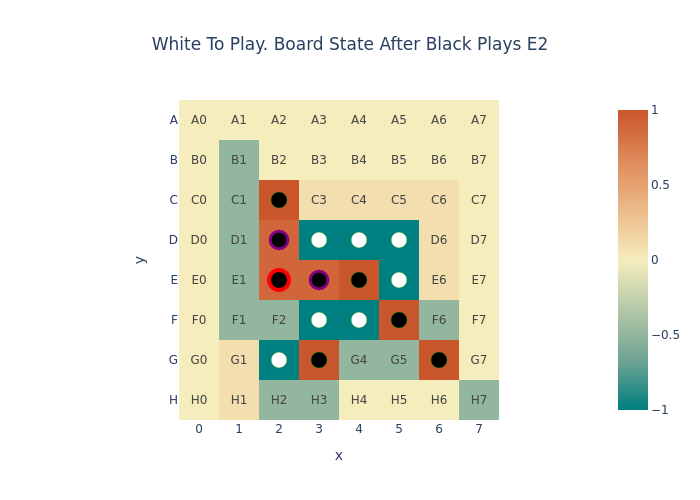 White To Play. Board State After Black Plays E2
A A0 A1 A2 A3 A4 A5 A6 A7
B B0 B1 B2 B3 B4 B5 B6 B7
C C0 C1 C3 C4 C5 C6 C7
D D0 D1 D6 D7
E E0 E1 E6 E7
F F0 F1 F2 F6 F7
G G0 G1 G4 G5 G7
H H0 H1 H2 H3 H4 H5 H6 H7
0 1 2 3 4 5 6 7
x
y
1
0.5
0
−0.5
−1